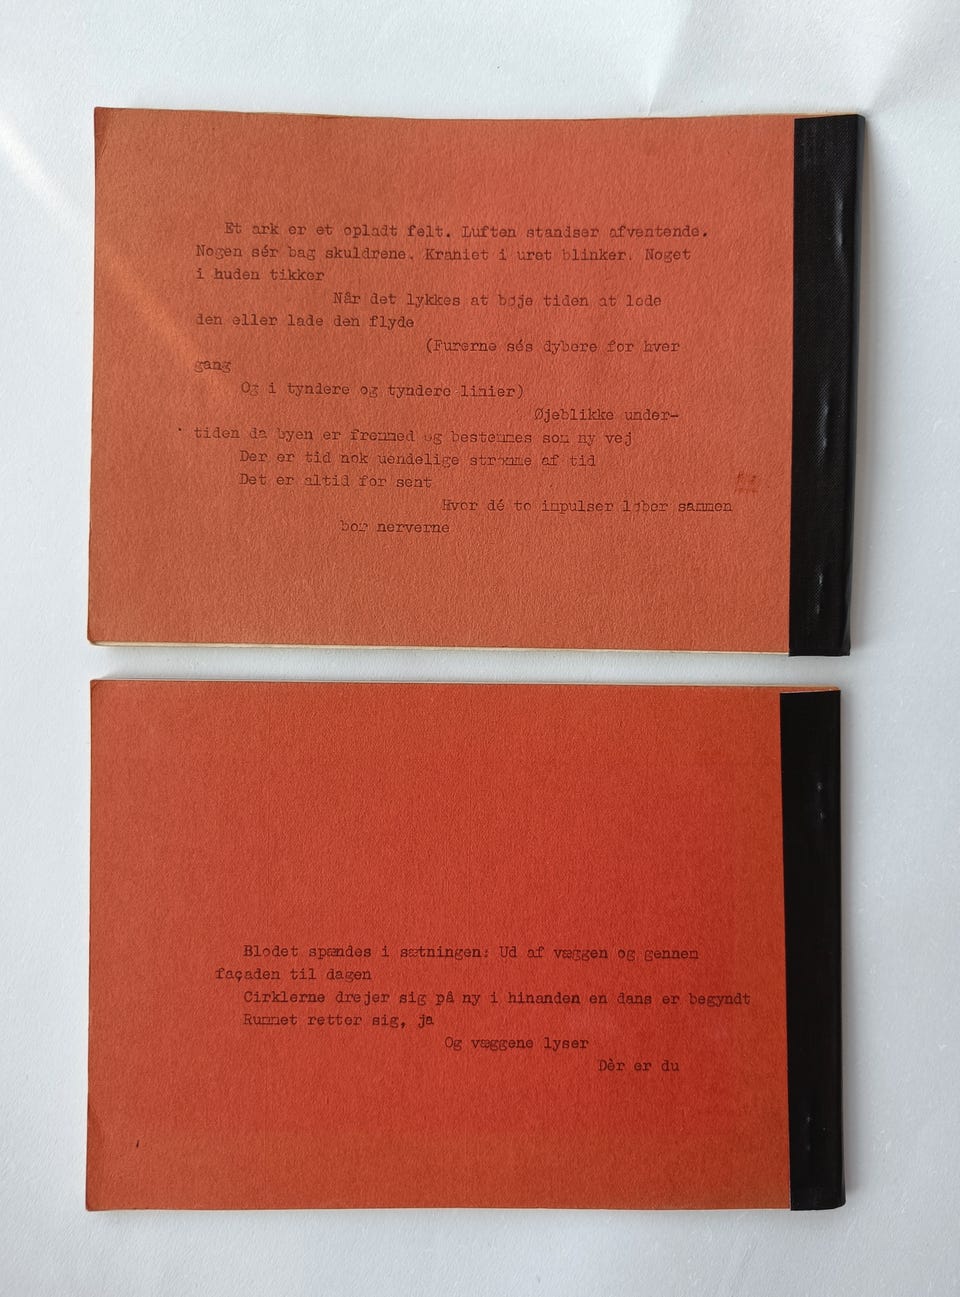 Et ark er et opladt felt. Luften standser afventende.
Nogen sér bag skuldrene. Kraniet i uret blinker. Noget
i huden tikker
Når det lykkes at bøje tiden at lade
den eller lade den flyde
(Furerne sés dybere for hver
gang
Og i tyndere og tyndere linier)
Øjeblikke under-
tiden da byen er fremmed og bestemmes som ny vej
Der er tid nok uendelige strømme af tid
Det er altid for sent
Hvor dé to impulser løber sammen
bor nerverne
Blodet spændes i sætningen: Ud af væggen og gennem
façaden til dagen
Cirklerne drejer sig på ny i hinanden en dans er begyndt
Rummet retter sig, ja
Og væggene lyser
Dèr er du